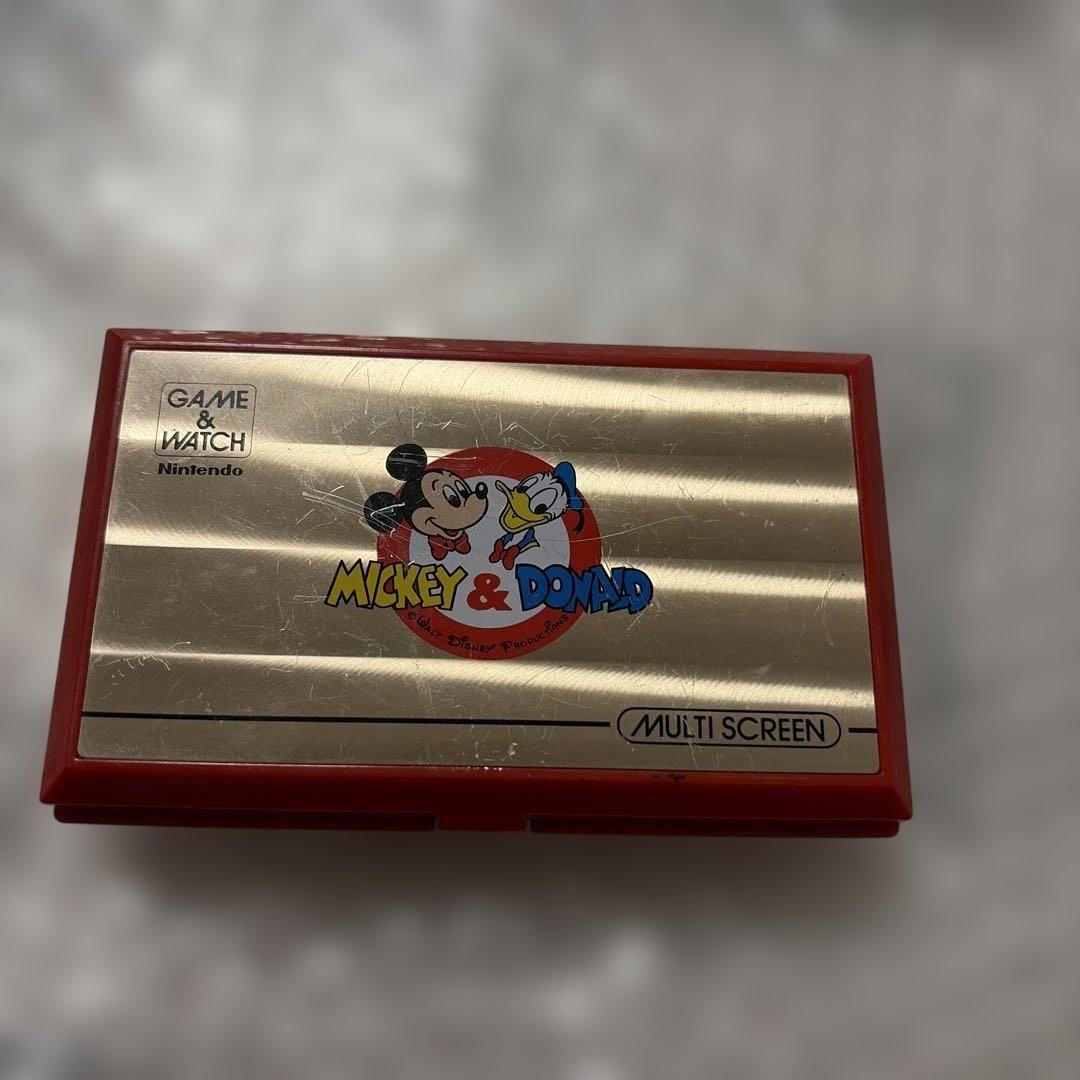 GAME
&
WATCH
Nintendo
MICKEY & DONALD
© WALT DISNEY PRODUCTIONS
MULTI SCREEN